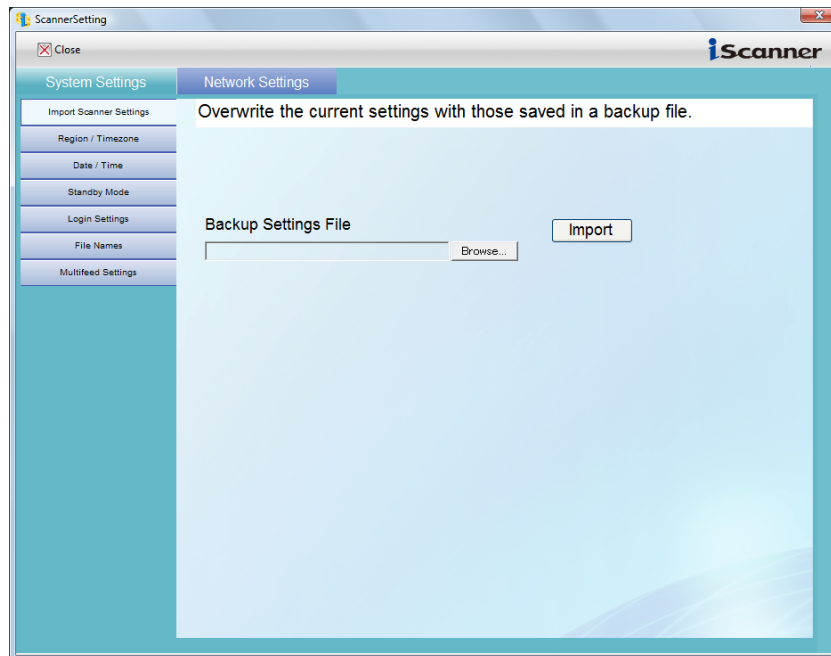 ScannerSetting
Close
iScanner
System Settings
Network Settings
Import Scanner Settings
Overwrite the current settings with those saved in a backup file.
Region / Timezone
Date / Time
Standby Mode
Login Settings
File Names
Multifeed Settings
Backup Settings File
Import
Browse...